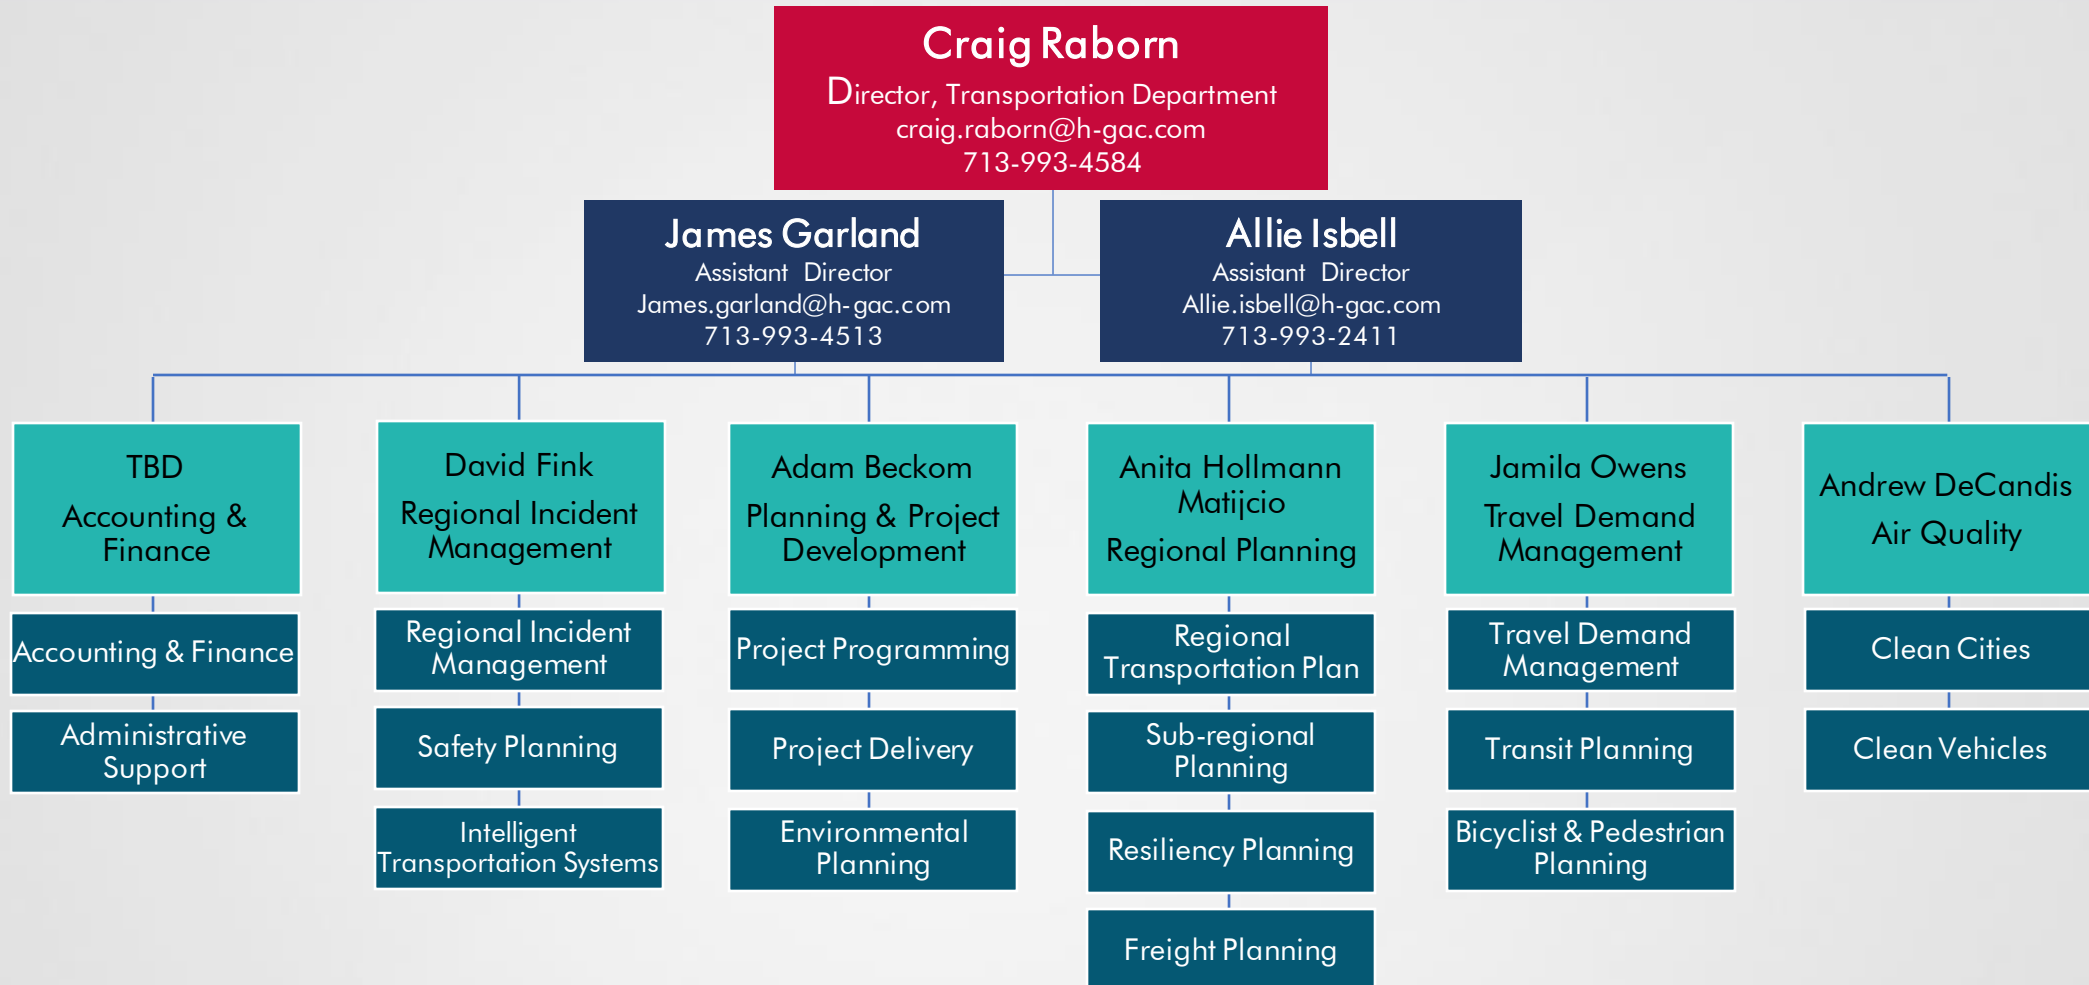 Craig Raborn
Director, Transportation Department
craig.raborn@h-gac.com
713-993-4584
James Garland
Assistant Director
James.garland@h-gac.com
713-993-4513
Allie Isbell
Assistant Director
Allie.isbell@h-gac.com
713-993-2411
TBD
Accounting &
Finance
Accounting & Finance
Administrative
Support
David Fink
Regional Incident
Management
Regional Incident
Management
Safety Planning
Intelligent
Transportation Systems
Adam Beckom
Planning & Project
Development
Project Programming
Project Delivery
Environmental
Planning
Anita Hollmann
Matijcio
Regional Planning
Regional
Transportation Plan
Sub-regional
Planning
Resiliency Planning
Freight Planning
Jamila Owens
Travel Demand
Management
Travel Demand
Management
Transit Planning
Bicyclist & Pedestrian
Planning
Andrew DeCandis
Air Quality
Clean Cities
Clean Vehicles